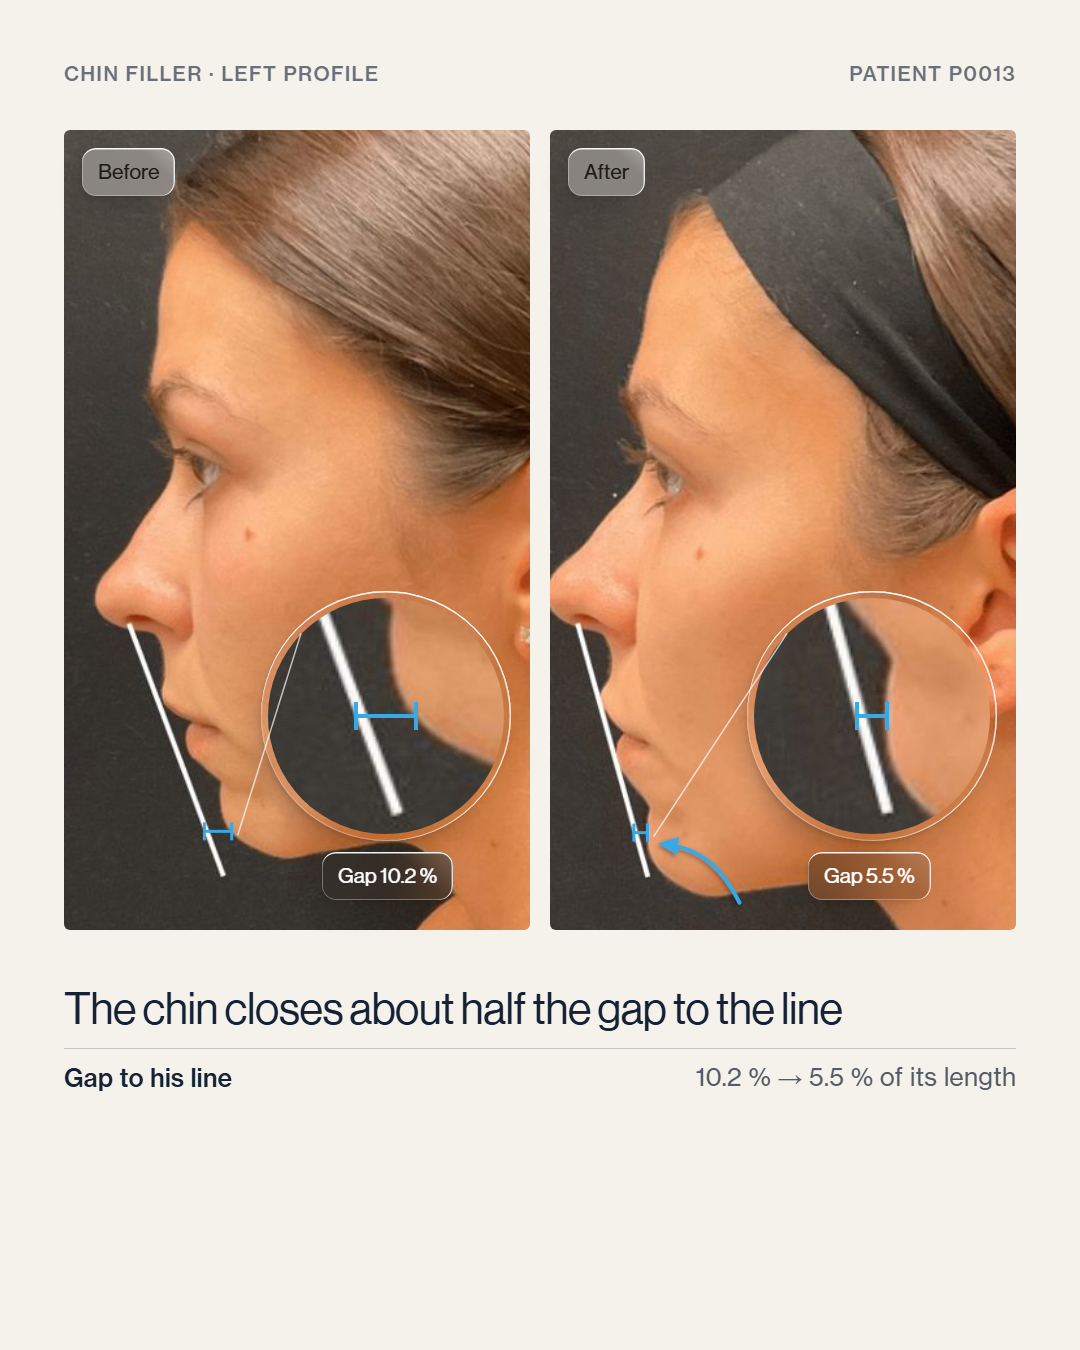 CHIN FILLER · LEFT PROFILE
PATIENT P0013
Before
After
Gap 10.2 %
Gap 5.5 %
The chin closes about half the gap to the line
Gap to his line
10.2 % → 5.5 % of its length